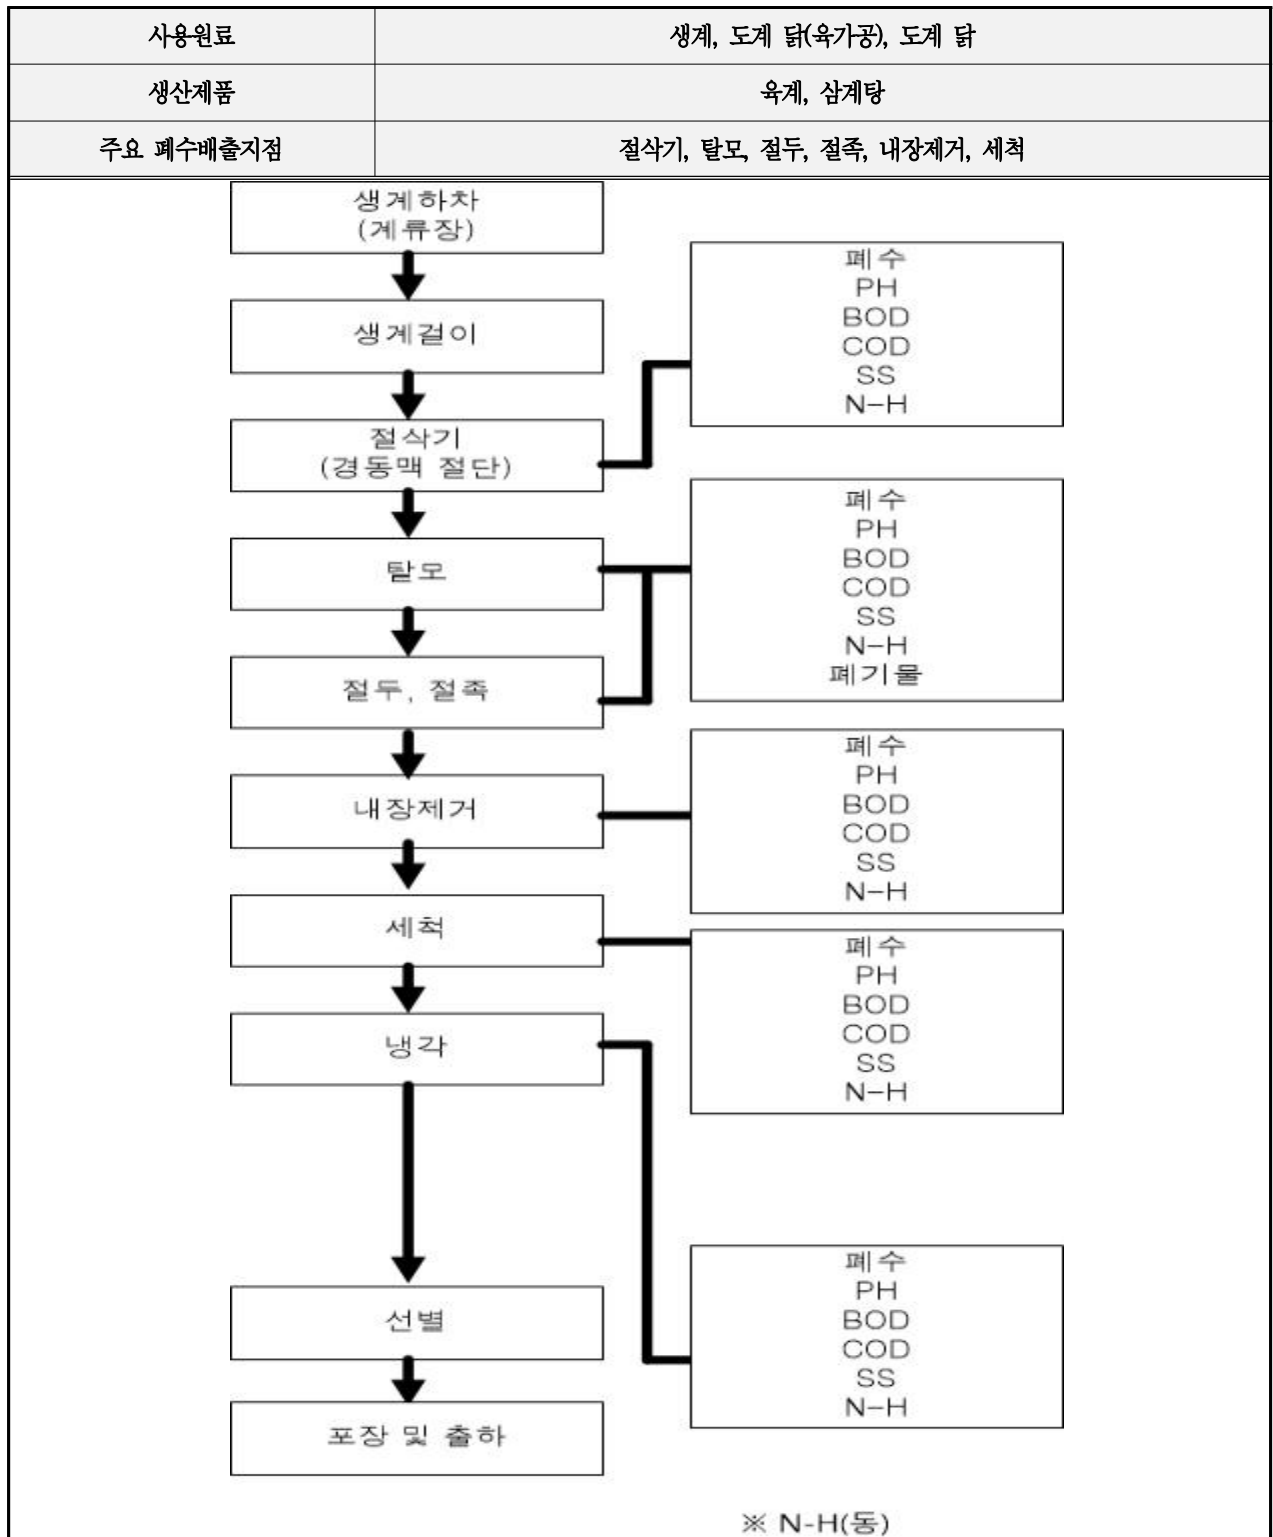 사용원료
생계, 도계 닭(육가공), 도계 닭
생산제품
육계, 삼계탕
주요 폐수배출지점
절삭기, 탈모, 절두, 절족, 내장제거, 세척
생계하차
(계류장)
생계걸이
절삭기
(경동맥 절단)
폐수
PH
BOD
COD
SS
N-H
탈모
절두, 절족
폐수
PH
BOD
COD
SS
N-H
폐기물
내장제거
폐수
PH
BOD
COD
SS
N-H
세척
폐수
PH
BOD
COD
SS
N-H
냉각
폐수
PH
BOD
COD
SS
N-H
선별
포장 및 출하
※ N-H(동)